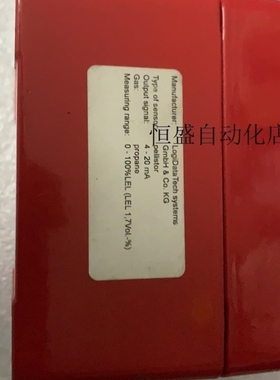 Manufacturer: LogiDataTech systems
GmbH & Co. KG
Type of sensor: pelistor
Output signal: 4 - 20 mA
Gas: propane
Measuring range: 0 - 100%LEL (LEL 1,7Vol.-%)
恒盛自动化店